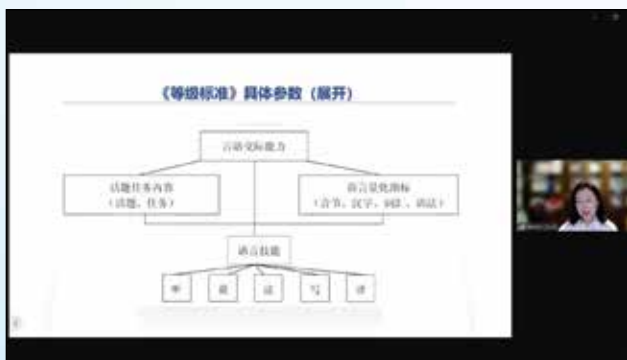 《等级标准》具体参数（展开）
言语交际能力
话题任务内容
（话题、任务）
语言量化指标
（音节、汉字、词汇、语法）
语言技能
听
说
读
写
译